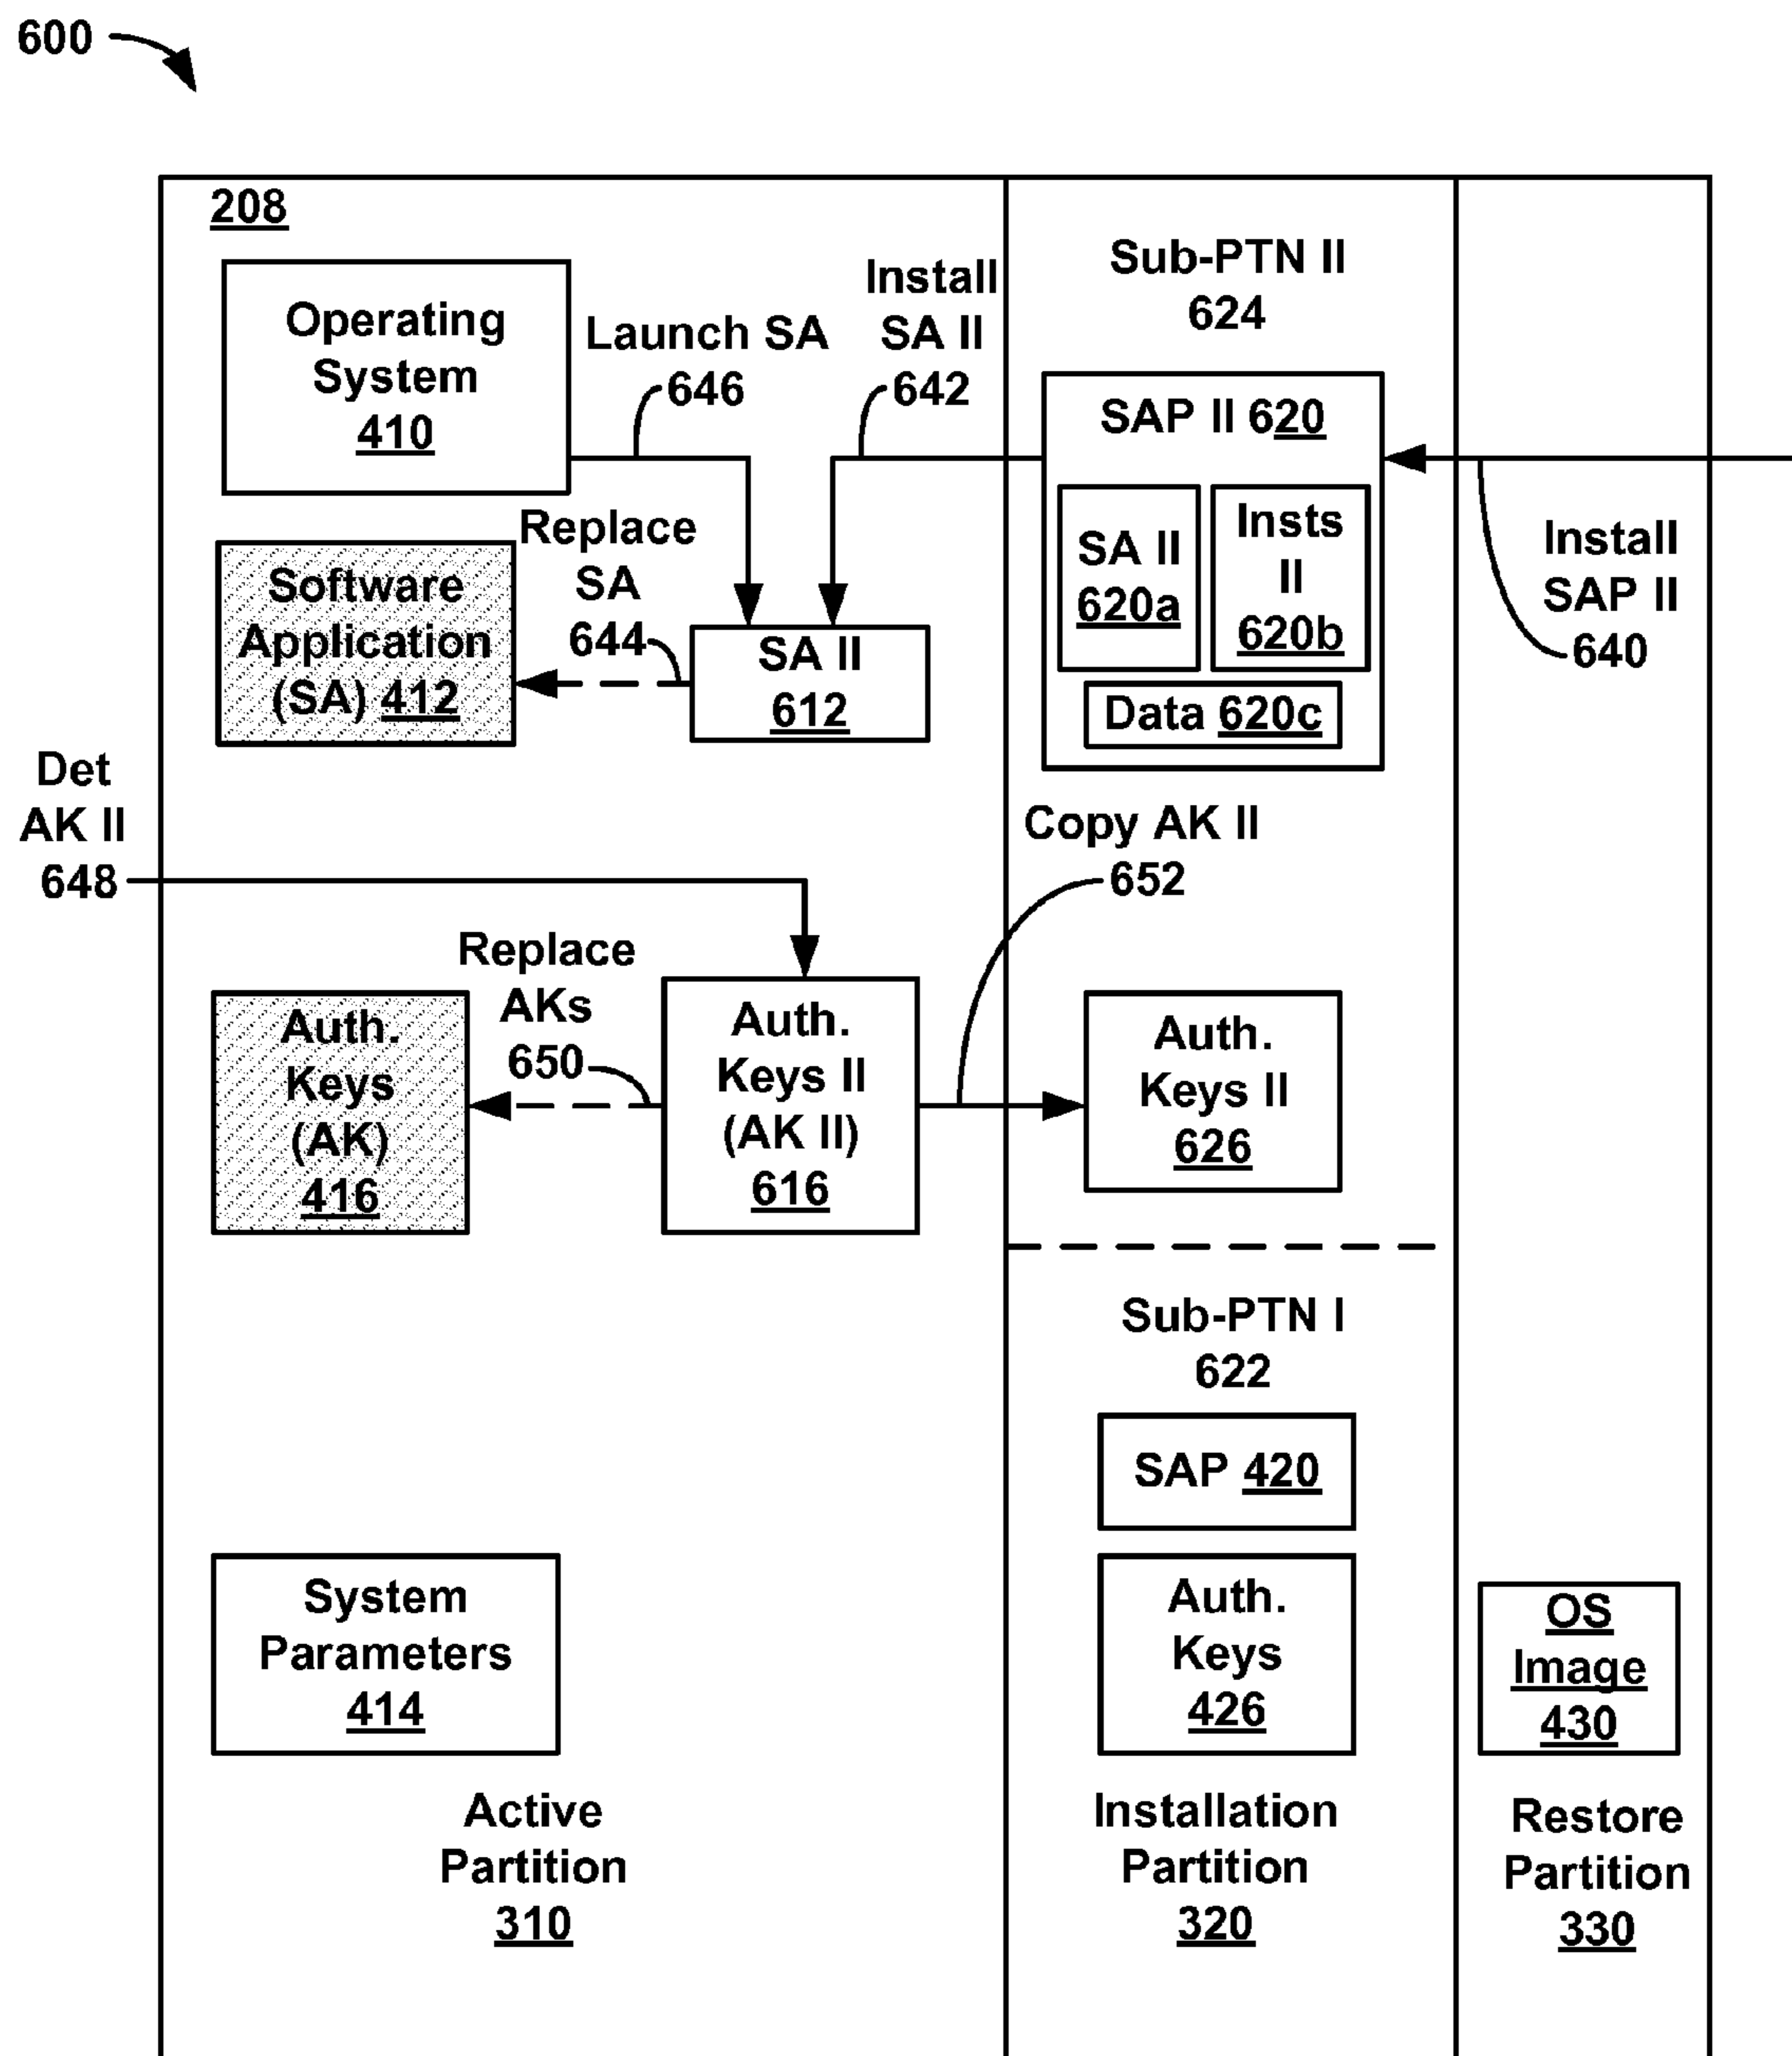 600
208
Operating
System
410
Launch SA
646
Install
SA II
642
Sub-PTN II
624
SAP II 620
SA II
620a
Insts
II
620b
Data 620c
Install
SAP II
640
Software
Application
(SA) 412
Replace
SA
644
SA II
612
Det
AK II
648
Copy AK II
652
Auth.
Keys
(AK)
416
Replace
AKs
650
Auth.
Keys II
(AK II)
616
Auth.
Keys II
626
Sub-PTN I
622
SAP 420
System
Parameters
414
Auth.
Keys
426
OS
Image
430
Active
Partition
310
Installation
Partition
320
Restore
Partition
330